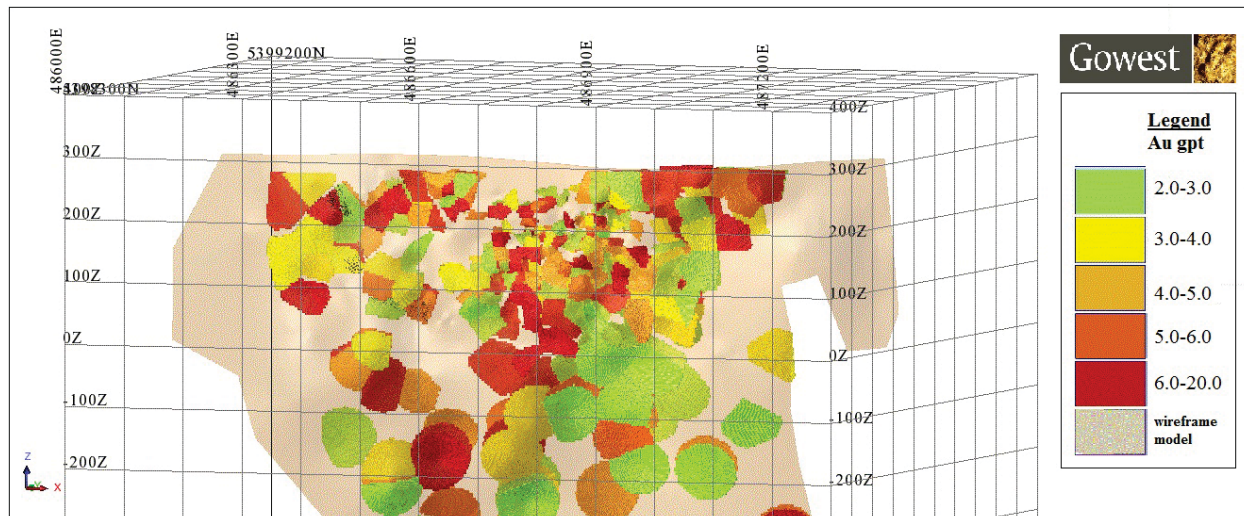 486000E
486300E
5399200N
486600E
486900E
487200E
400Z
300Z
300Z
200Z
200Z
100Z
100Z
0Z
0Z
-100Z
-100Z
-200Z
-200Z
Z
Y
X
Gowest
Legend
Au gpt
2.0-3.0
3.0-4.0
4.0-5.0
5.0-6.0
6.0-20.0
wireframe
model